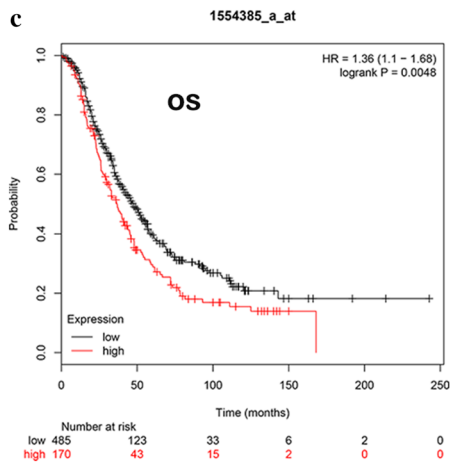 c
1554385_a_at
HR = 1.36 (1.1 − 1.68)
logrank P = 0.0048
OS
Probability
1.0
0.8
0.6
0.4
0.2
0.0
Expression
low
high
0 50 100 150 200 250
Time (months)
Number at risk
low 485 123 33 6 2 0
high 170 43 15 2 0 0